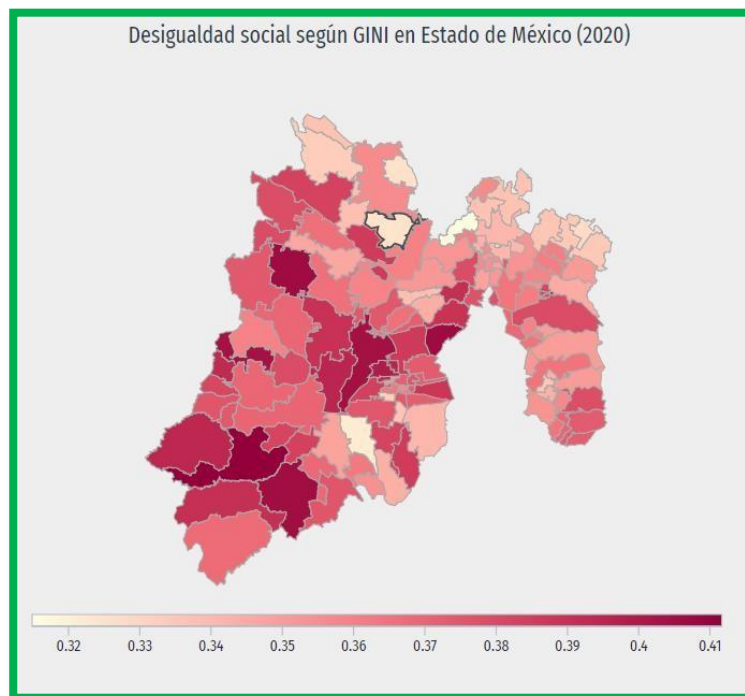 Desigualdad social según GINI en Estado de México (2020)
0.32 0.33 0.34 0.35 0.36 0.37 0.38 0.39 0.4 0.41